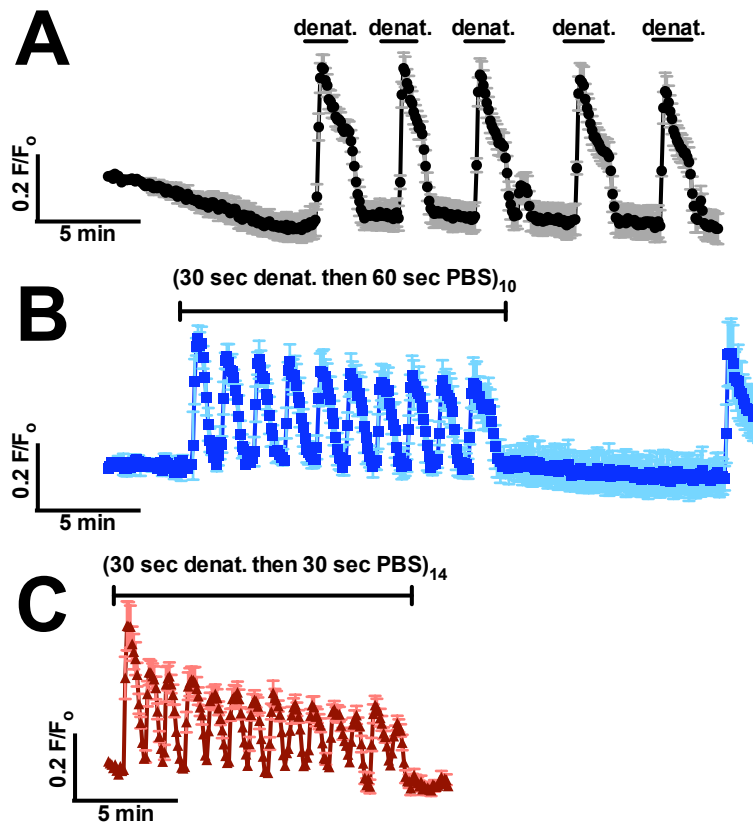 A
denat. denat. denat. denat. denat.
0.2 F/Fo
5 min
B
(30 sec denat. then 60 sec PBS)10
0.2 F/Fo
5 min
C
(30 sec denat. then 30 sec PBS)14
0.2 F/Fo
5 min